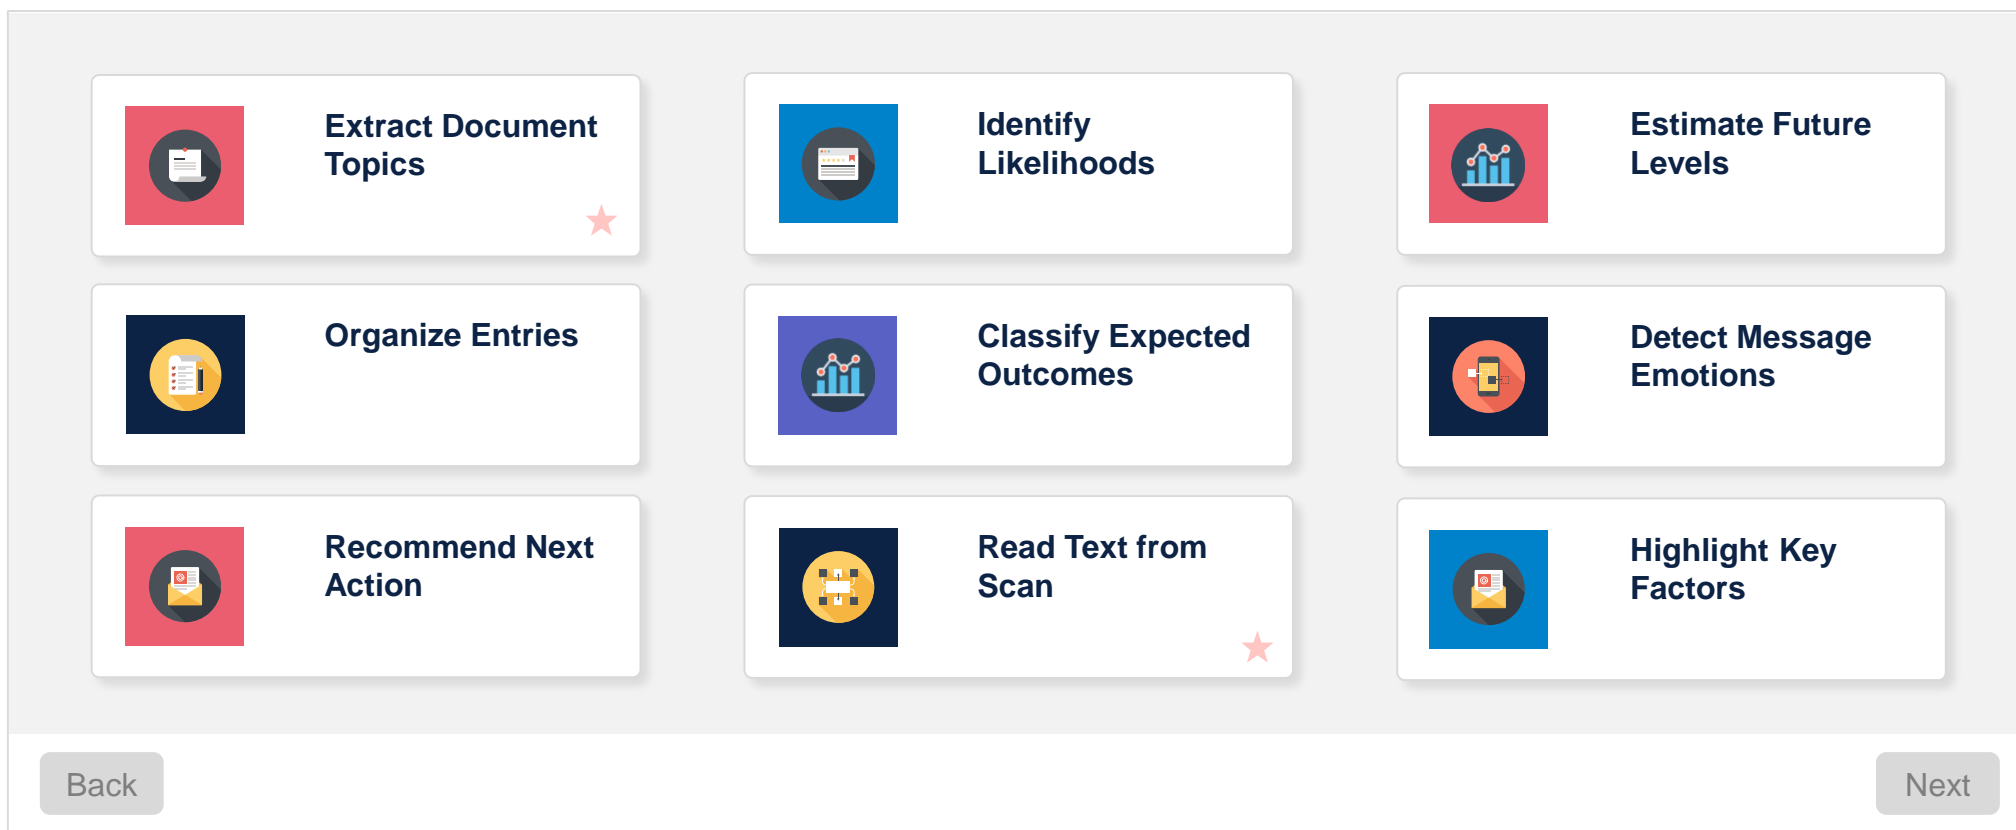 Extract Document
Topics
Identify
Likelihoods
Estimate Future
Levels
Organize Entries
Classify Expected
Outcomes
Detect Message
Emotions
Recommend Next
Action
Read Text from
Scan
Highlight Key
Factors
Back
Next